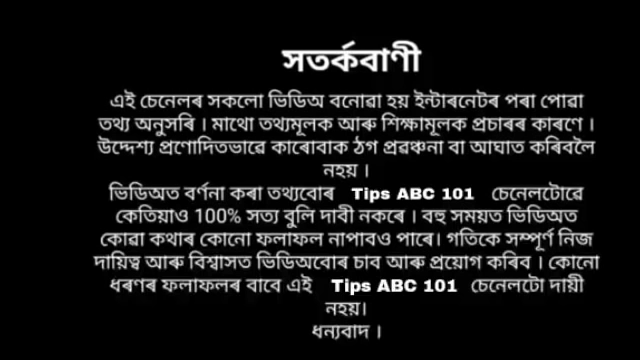 সতৰ্কবাণী
এই চেনেলৰ সকলো ভিডিঅ বনোৱা হয় ইন্টাৰনেটৰ পৰা পোৱা
তথ্য অনুসৰি । মাথো তথ্যমূলক আৰু শিক্ষামূলক প্ৰচাৰৰ কাৰণে ।
উদ্দেশ্য প্ৰণোদিতভাৱে কাৰোবাক ঠগ প্ৰৱঞ্চনা বা আঘাত কৰিবলৈ
নহয় ।
ভিডিঅত বৰ্ণনা কৰা তথ্যবোৰ Tips ABC 101 চেনেলটোৱে
কেতিয়াও 100% সত্য বুলি দাবী নকৰে । বহু সময়ত ভিডিঅত
কোৱা কথাৰ কোনো ফলাফল নাপাবও পাৰে। গতিকে সম্পূৰ্ণ নিজ
দায়িত্ব আৰু বিশ্বাসত ভিডিঅবোৰ চাব আৰু প্ৰয়োগ কৰিব । কোনো
ধৰণৰ ফলাফলৰ বাবে এই Tips ABC 101 চেনেলটো দায়ী
নহয়।
ধন্যবাদ ।